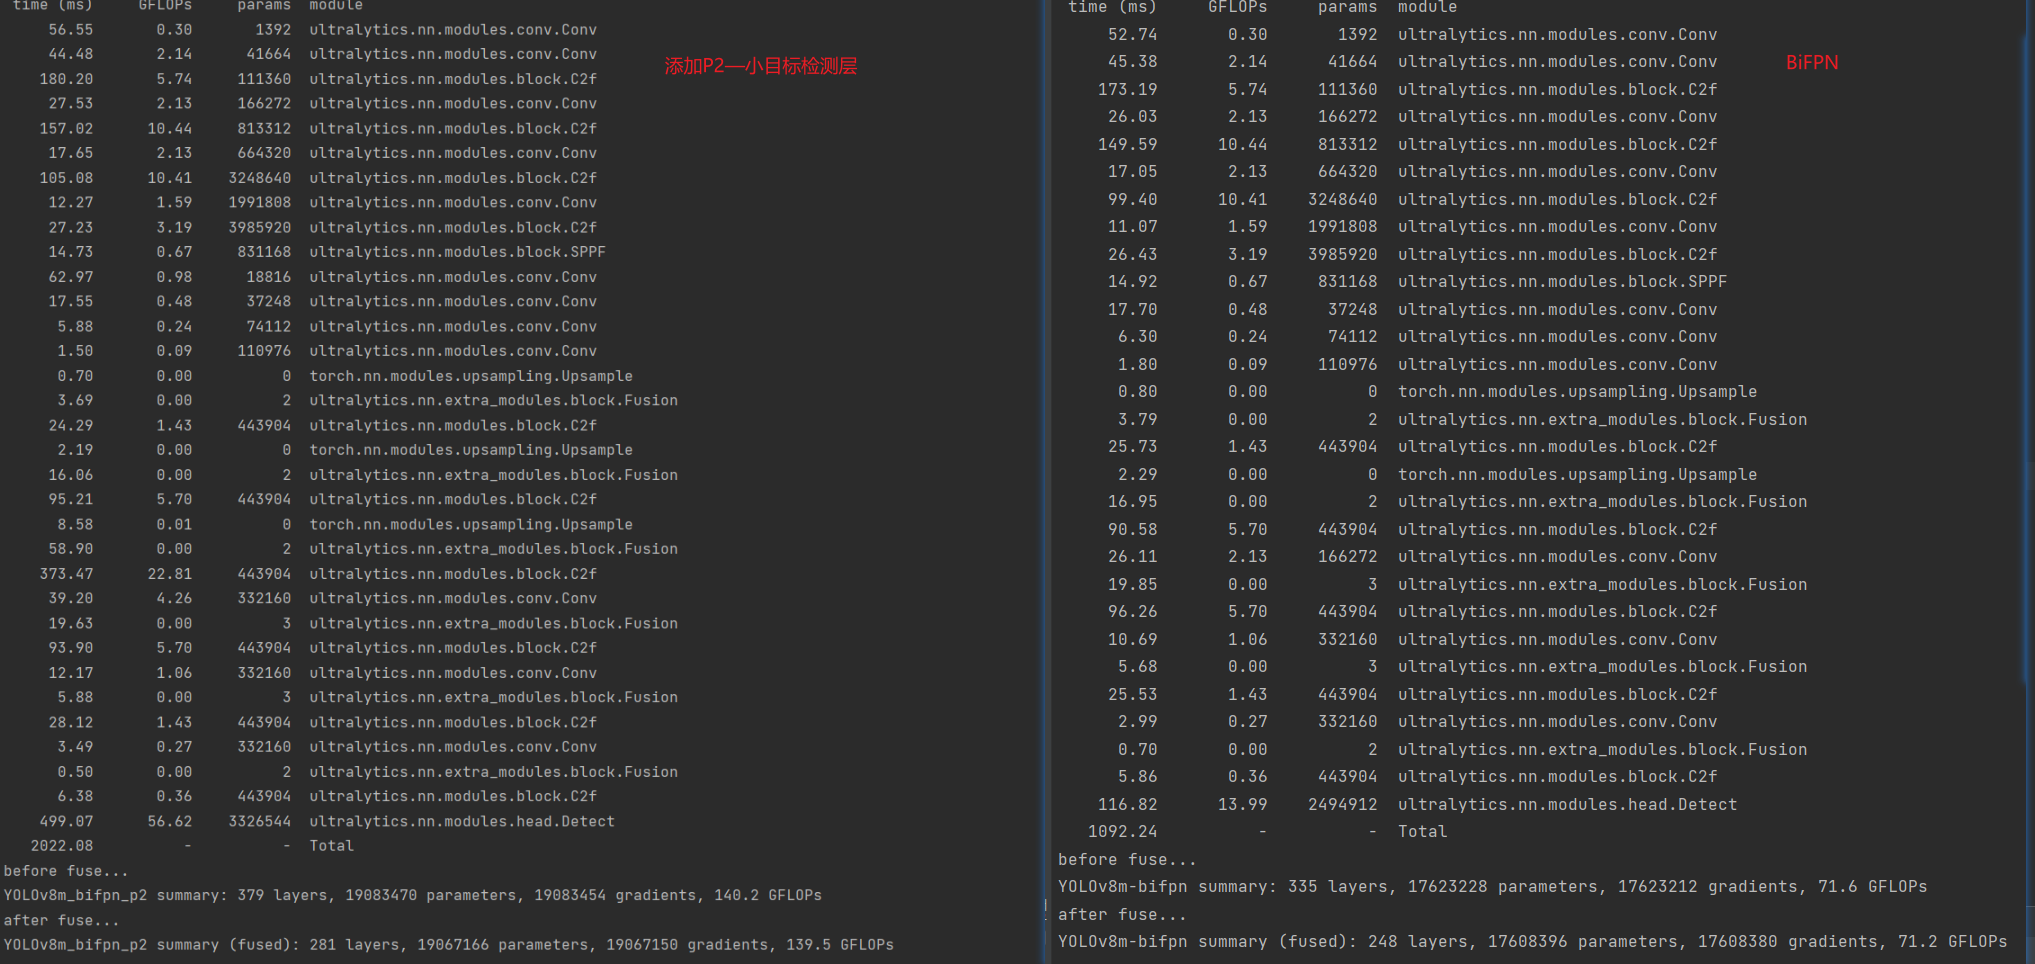 time (ms) GFLOPs params module
56.55 0.30 1392 ultralytics.nn.modules.conv.Conv
44.48 2.14 41664 ultralytics.nn.modules.conv.Conv
添加P2—小目标检测层
180.20 5.74 111360 ultralytics.nn.modules.block.C2f
27.53 2.13 166272 ultralytics.nn.modules.conv.Conv
157.02 10.44 813312 ultralytics.nn.modules.block.C2f
17.65 2.13 664320 ultralytics.nn.modules.conv.Conv
105.08 10.41 3248640 ultralytics.nn.modules.block.C2f
12.27 1.59 1991808 ultralytics.nn.modules.conv.Conv
27.23 3.19 3985920 ultralytics.nn.modules.block.C2f
14.73 0.67 831168 ultralytics.nn.modules.block.SPPF
62.97 0.98 18816 ultralytics.nn.modules.conv.Conv
17.55 0.48 37248 ultralytics.nn.modules.conv.Conv
5.88 0.24 74112 ultralytics.nn.modules.conv.Conv
1.50 0.09 110976 ultralytics.nn.modules.conv.Conv
0.70 0.00 0 torch.nn.modules.upsampling.Upsample
3.69 0.00 2 ultralytics.nn.extra_modules.block.Fusion
24.29 1.43 443904 ultralytics.nn.modules.block.C2f
2.19 0.00 0 torch.nn.modules.upsampling.Upsample
16.06 0.00 2 ultralytics.nn.extra_modules.block.Fusion
95.21 5.70 443904 ultralytics.nn.modules.block.C2f
8.58 0.01 0 torch.nn.modules.upsampling.Upsample
58.90 0.00 2 ultralytics.nn.extra_modules.block.Fusion
373.47 22.81 443904 ultralytics.nn.modules.block.C2f
39.20 4.26 332160 ultralytics.nn.modules.conv.Conv
19.63 0.00 3 ultralytics.nn.extra_modules.block.Fusion
93.90 5.70 443904 ultralytics.nn.modules.block.C2f
12.17 1.06 332160 ultralytics.nn.modules.conv.Conv
5.88 0.00 3 ultralytics.nn.extra_modules.block.Fusion
28.12 1.43 443904 ultralytics.nn.modules.block.C2f
3.49 0.27 332160 ultralytics.nn.modules.conv.Conv
0.50 0.00 2 ultralytics.nn.extra_modules.block.Fusion
6.38 0.36 443904 ultralytics.nn.modules.block.C2f
499.07 56.62 3326544 ultralytics.nn.modules.head.Detect
2022.08 - - Total
before fuse...
YOLOv8m_bifpn_p2 summary: 379 layers, 19083470 parameters, 19083454 gradients, 140.2 GFLOPs
after fuse...
YOLOv8m_bifpn_p2 summary (fused): 281 layers, 19067166 parameters, 19067150 gradients, 139.5 GFLOPs
time (ms) GFLOPs params module
52.74 0.30 1392 ultralytics.nn.modules.conv.Conv
45.38 2.14 41664 ultralytics.nn.modules.conv.Conv
BiFPN
173.19 5.74 111360 ultralytics.nn.modules.block.C2f
26.03 2.13 166272 ultralytics.nn.modules.conv.Conv
149.59 10.44 813312 ultralytics.nn.modules.block.C2f
17.05 2.13 664320 ultralytics.nn.modules.conv.Conv
99.40 10.41 3248640 ultralytics.nn.modules.block.C2f
11.07 1.59 1991808 ultralytics.nn.modules.conv.Conv
26.43 3.19 3985920 ultralytics.nn.modules.block.C2f
14.92 0.67 831168 ultralytics.nn.modules.block.SPPF
17.70 0.48 37248 ultralytics.nn.modules.conv.Conv
6.30 0.24 74112 ultralytics.nn.modules.conv.Conv
1.80 0.09 110976 ultralytics.nn.modules.conv.Conv
0.80 0.00 0 torch.nn.modules.upsampling.Upsample
3.79 0.00 2 ultralytics.nn.extra_modules.block.Fusion
25.73 1.43 443904 ultralytics.nn.modules.block.C2f
2.29 0.00 0 torch.nn.modules.upsampling.Upsample
16.95 0.00 2 ultralytics.nn.extra_modules.block.Fusion
90.58 5.70 443904 ultralytics.nn.modules.block.C2f
26.11 2.13 166272 ultralytics.nn.modules.conv.Conv
19.85 0.00 3 ultralytics.nn.extra_modules.block.Fusion
96.26 5.70 443904 ultralytics.nn.modules.block.C2f
10.69 1.06 332160 ultralytics.nn.modules.conv.Conv
5.68 0.00 3 ultralytics.nn.extra_modules.block.Fusion
25.53 1.43 443904 ultralytics.nn.modules.block.C2f
2.99 0.27 332160 ultralytics.nn.modules.conv.Conv
0.70 0.00 2 ultralytics.nn.extra_modules.block.Fusion
5.86 0.36 443904 ultralytics.nn.modules.block.C2f
116.82 13.99 2494912 ultralytics.nn.modules.head.Detect
1092.24 - - Total
before fuse...
YOLOv8m-bifpn summary: 335 layers, 17623228 parameters, 17623212 gradients, 71.6 GFLOPs
after fuse...
YOLOv8m-bifpn summary (fused): 248 layers, 17608396 parameters, 17608380 gradients, 71.2 GFLOPs